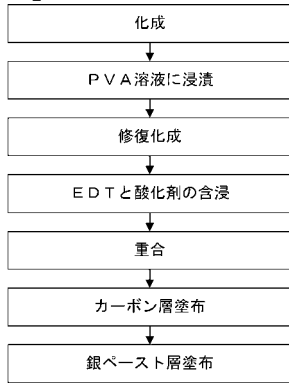 化成
ＰＶＡ溶液に浸漬
修復化成
ＥＤＴと酸化剤の含浸
重合
カーボン層塗布
銀ペースト層塗布